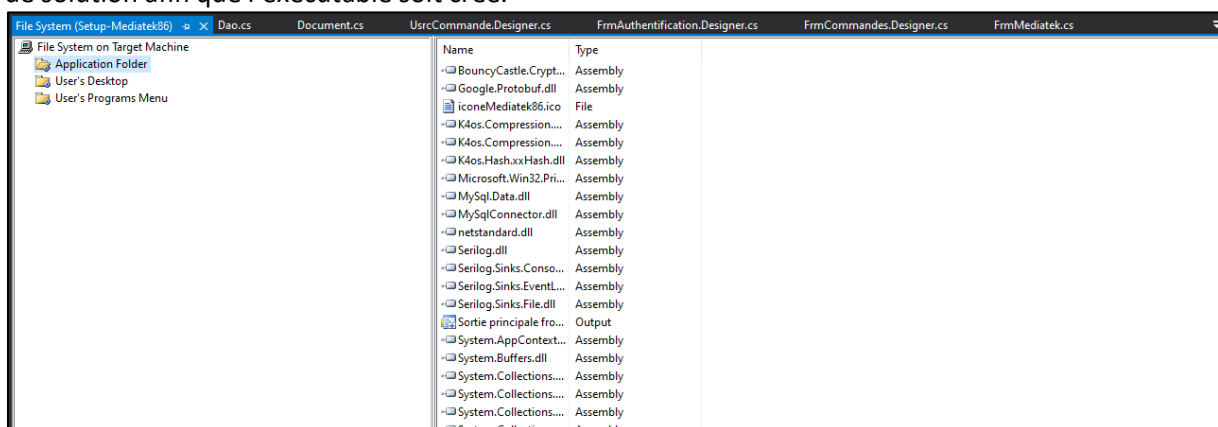 de solution afin que l'exécutable soit créé.
File System (Setup-Mediatek86) Dao.cs Document.cs UsrcCommande.Designer.cs FrmAuthentification.Designer.cs FrmCommandes.Designer.cs FrmMediatek.cs
File System on Target Machine
Application Folder
User's Desktop
User's Programs Menu
Name Type
BouncyCastle.Crypt... Assembly
Google.Protobuf.dll Assembly
iconeMediatek86.ico File
K4os.Compression.... Assembly
K4os.Compression.... Assembly
K4os.Hash.xxHash.dll Assembly
Microsoft.Win32.Pri... Assembly
MySql.Data.dll Assembly
MySqlConnector.dll Assembly
netstandard.dll Assembly
Serilog.dll Assembly
Serilog.Sinks.Conso... Assembly
Serilog.Sinks.EventL... Assembly
Serilog.Sinks.File.dll Assembly
Sortie principale fro... Output
System.AppContext... Assembly
System.Buffers.dll Assembly
System.Collections.... Assembly
System.Collections.... Assembly
System.Collections.... Assembly